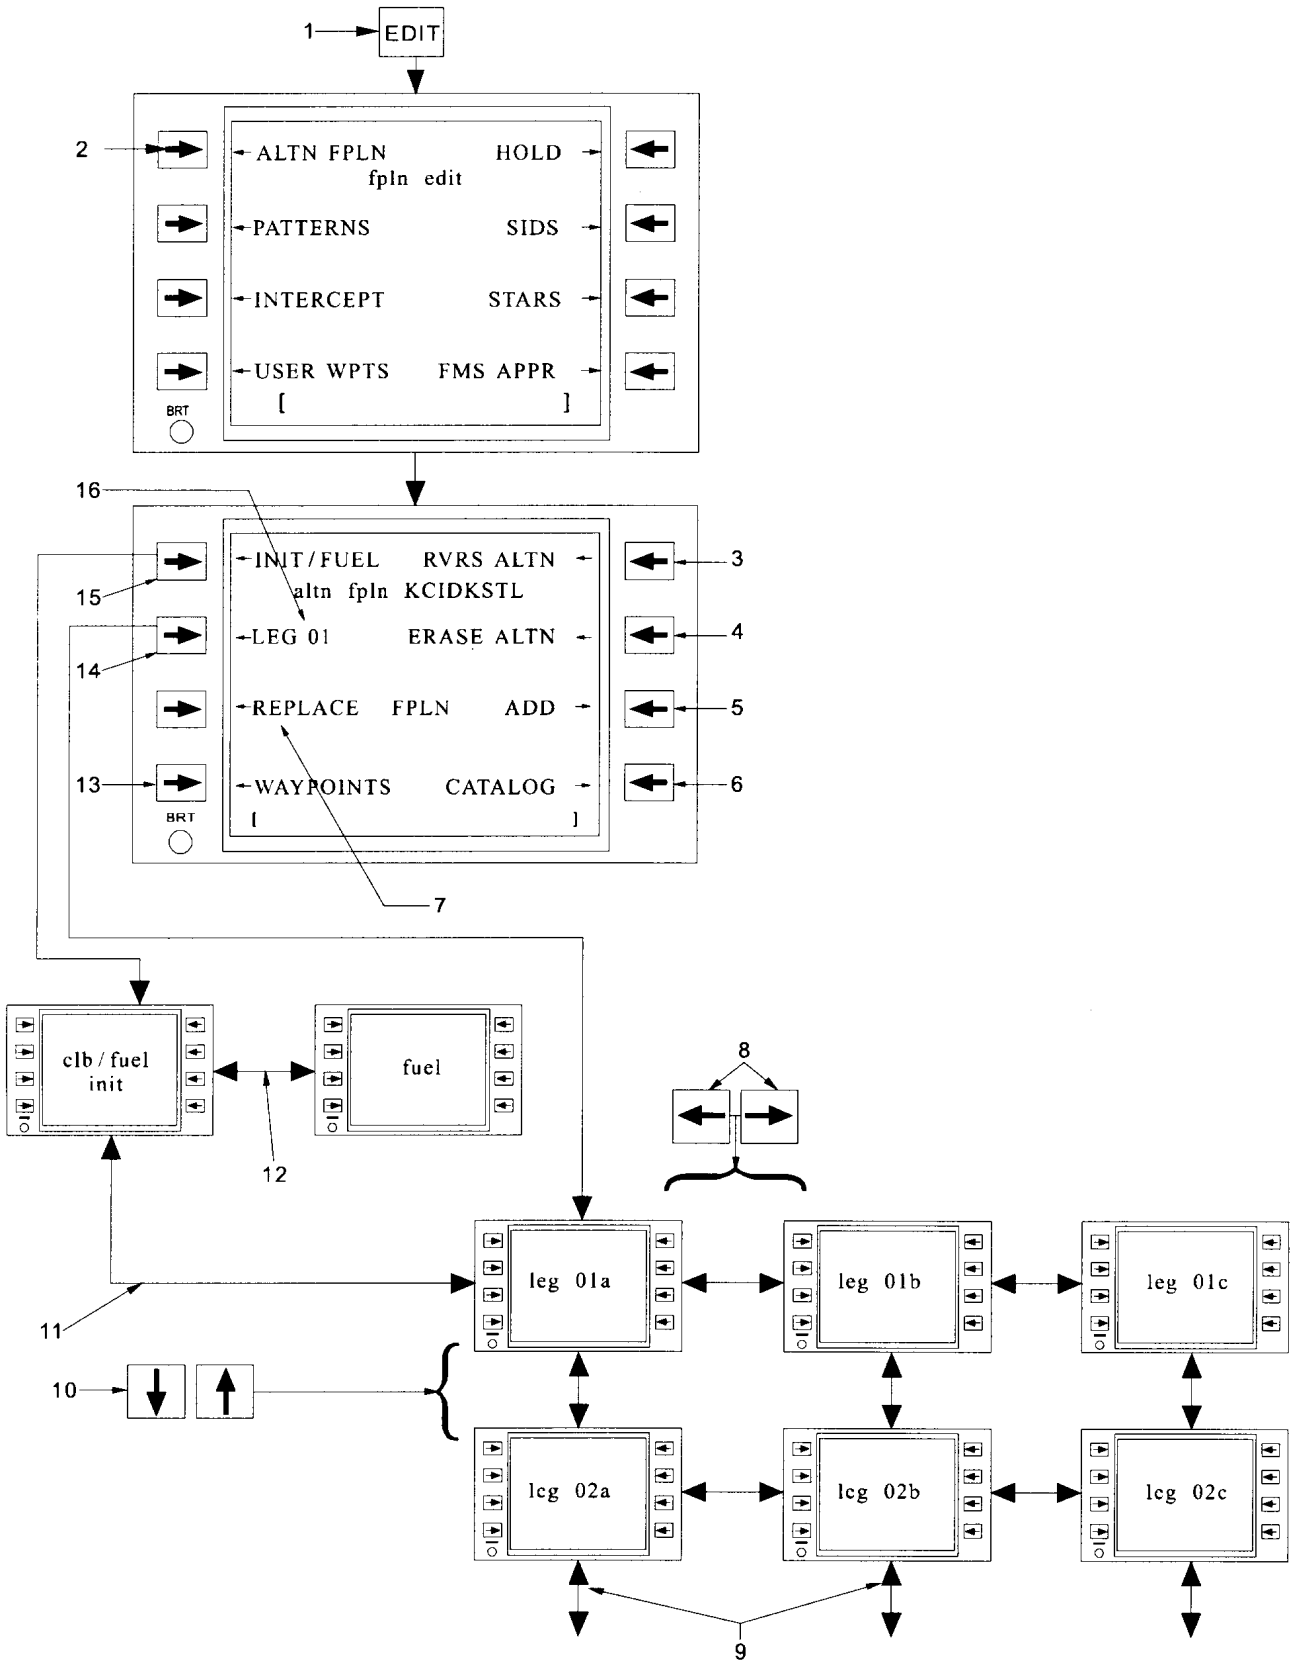 1 EDIT
2 ALTN FPLN HOLD
fpln edit
PATTERNS SIDS
INTERCEPT STARS
USER WPTS FMS APPR
[ ]
BRT
16
INIT/FUEL RVRS ALTN 3
altn fpln KCIDKSTL
15
LEG 01 ERASE ALTN 4
14
REPLACE FPLN ADD 5
13 WAYPOINTS CATALOG 6
[ ]
BRT
7
clb/fuel
init
fuel
8
12
leg 01a leg 01b leg 01c
11
10
leg 02a leg 02b leg 02c
9